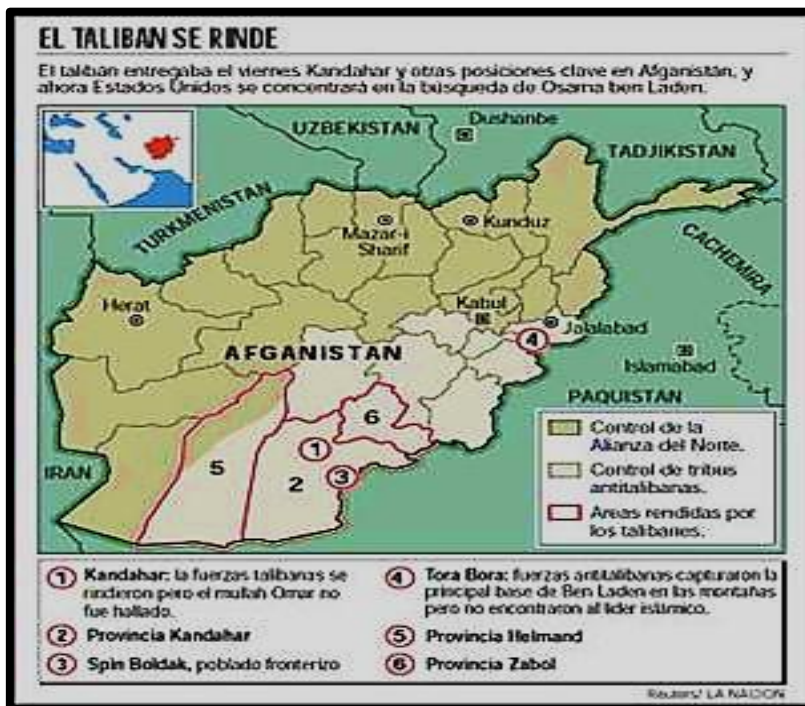 EL TALIBAN SE RINDE
El talibán entregaba el viernes Kandahar y otras posiciones clave en Afganistán, y
ahora Estados Unidos se concentrará en la búsqueda de Osama ben Laden.
UZBEKISTAN
Dushanbe
TADJIKISTAN
TURKMENISTAN
Mazar-i
Sharif
Kunduz
CACHEMIRA
Herat
Kabul
Jalalabad
4
AFGANISTAN
Islamabad
PAQUISTAN
6
1
5
2
3
IRAN
Control de la
Alianza del Norte.
Control de tribus
antitalibanas.
Areas rendidas por
los talibanes.
1 Kandahar: la fuerzas talibanas se
rindieron pero el mullah Omar no
fue hallado.
2 Provincia Kandahar
3 Spin Boldak, poblado fronterizo
4 Tora Bora: fuerzas antitalibanas capturaron la
principal base de Ben Laden en las montañas
pero no encontraron al líder islámico.
5 Provincia Helmand
6 Provincia Zabol
Reuters/ LA NACION